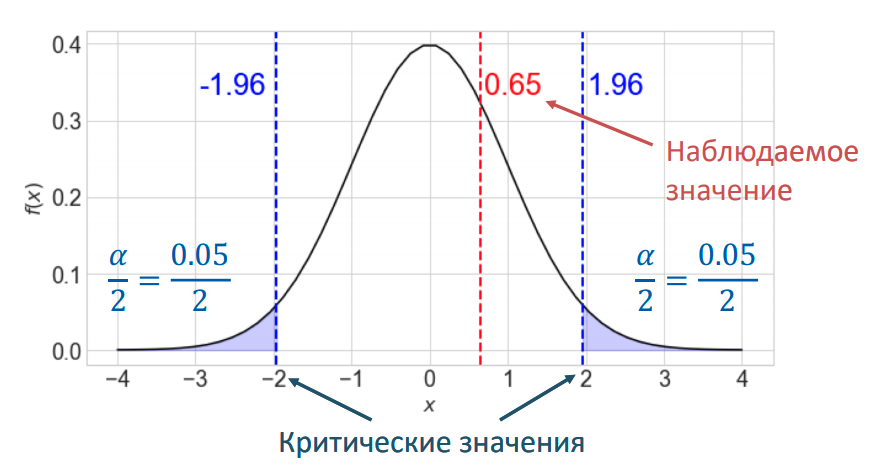 0.4
-1.96
0.65
1.96
0.3
Наблюдаемое
значение
0.2
f(x)
α/2 = 0.05/2
α/2 = 0.05/2
0.1
0.0
−4 −3 −2 −1 0 1 2 3 4
x
Критические значения